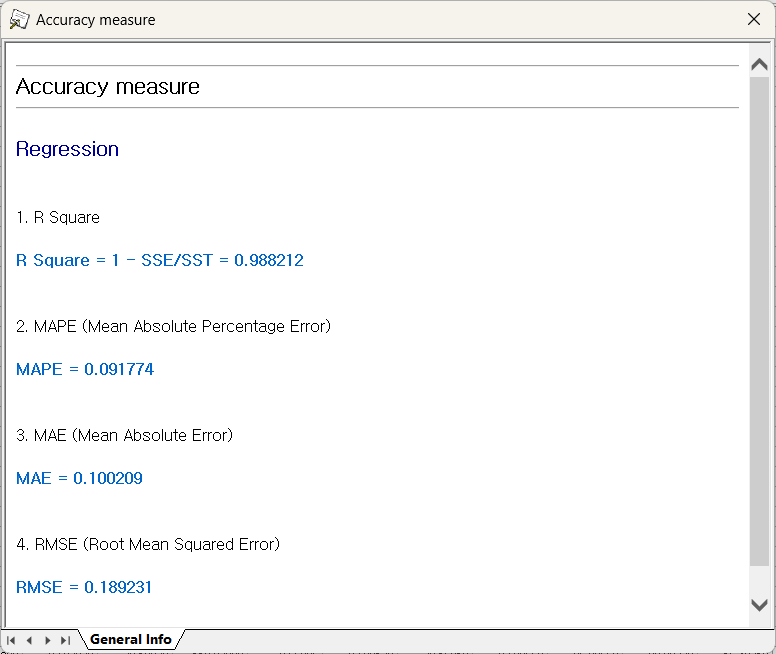 Accuracy measure
Accuracy measure
Regression
1. R Square
R Square = 1 - SSE/SST = 0.988212
2. MAPE (Mean Absolute Percentage Error)
MAPE = 0.091774
3. MAE (Mean Absolute Error)
MAE = 0.100209
4. RMSE (Root Mean Squared Error)
RMSE = 0.189231
General Info